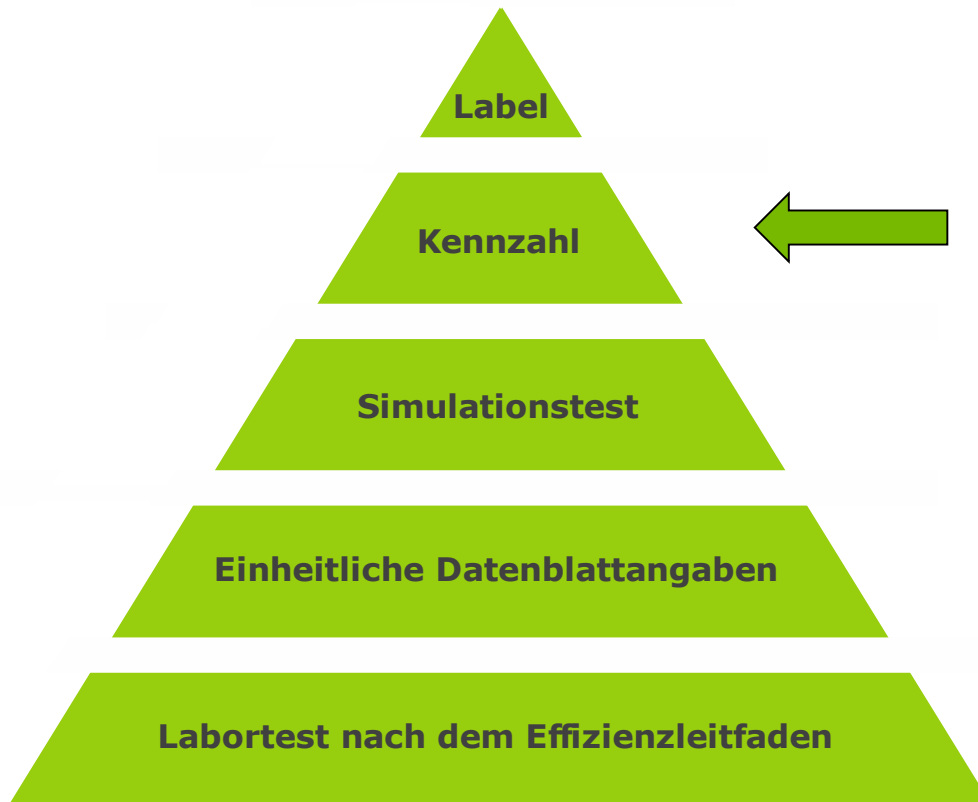 Label
Kennzahl
Simulationstest
Einheitliche Datenblattangaben
Labortest nach dem Effizienzleitfaden